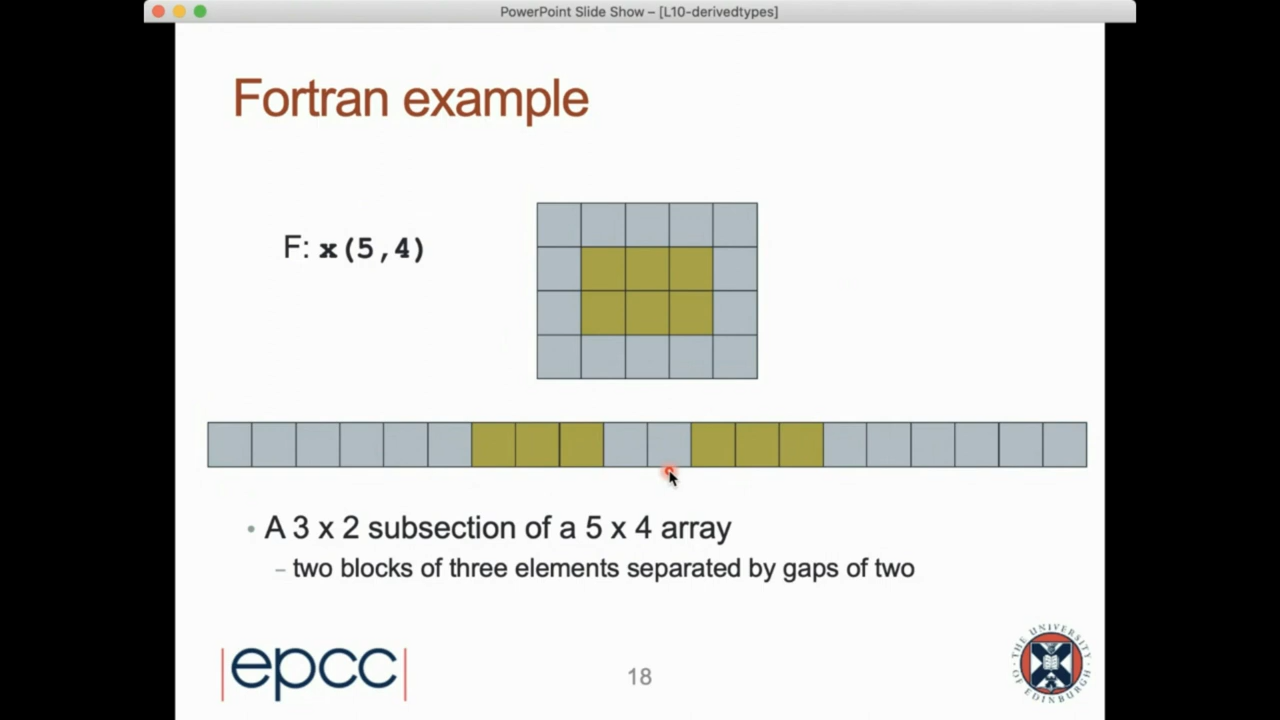 PowerPoint Slide Show – [L10-derivedtypes]
Fortran example
F: x(5,4)
• A 3 x 2 subsection of a 5 x 4 array
– two blocks of three elements separated by gaps of two
epcc
18
THE UNIVERSITY OF EDINBURGH